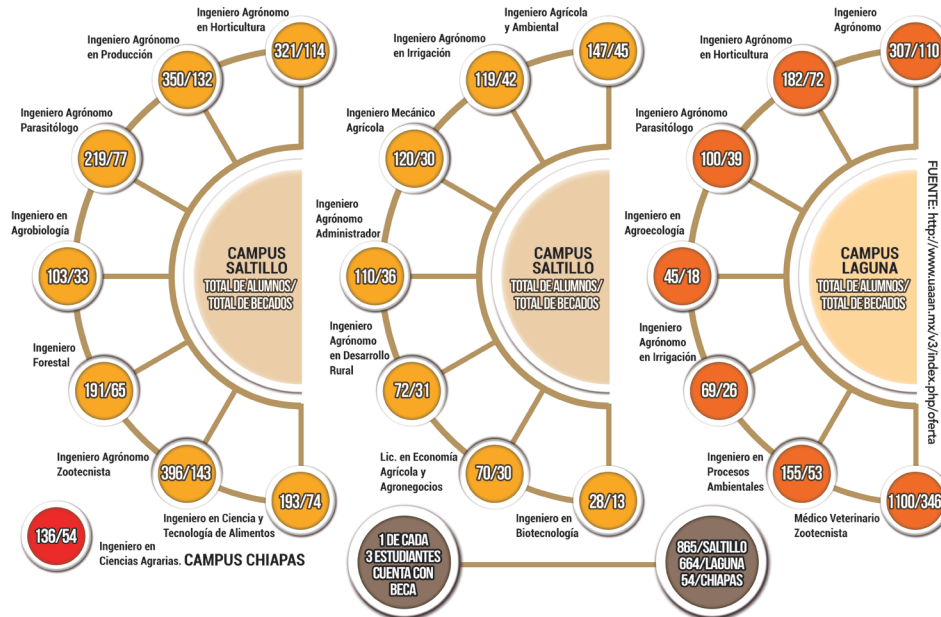 Ingeniero Agrónomo
en Horticultura
321/114
Ingeniero Agrónomo
en Producción
350/132
Ingeniero Agrónomo
Parasitólogo
219/77
Ingeniero en
Agrobiología
103/33
Ingeniero
Forestal
191/65
Ingeniero Agrónomo
Zootecnista
396/143
Ingeniero en Ciencia y
Tecnología de Alimentos
193/74
CAMPUS
SALTILLO
TOTAL DE ALUMNOS/
TOTAL DE BECADOS
136/54
Ingeniero en
Ciencias Agrarias. CAMPUS CHIAPAS
Ingeniero Agrícola
y Ambiental
147/45
Ingeniero Agrónomo
en Irrigación
119/42
Ingeniero Mecánico
Agrícola
120/30
Ingeniero
Agrónomo
Administrador
110/36
Ingeniero
Agrónomo
en Desarrollo
Rural
72/31
Lic. en Economía
Agrícola y
Agronegocios
70/30
Ingeniero en
Biotecnología
28/13
CAMPUS
SALTILLO
TOTAL DE ALUMNOS/
TOTAL DE BECADOS
Ingeniero
Agrónomo
307/110
Ingeniero Agrónomo
en Horticultura
182/72
Ingeniero Agrónomo
Parasitólogo
100/39
Ingeniero en
Agroecología
45/18
Ingeniero
Agrónomo
en Irrigación
69/26
Ingeniero en
Procesos
Ambientales
155/53
Médico Veterinario
Zootecnista
1100/346
CAMPUS
LAGUNA
TOTAL DE ALUMNOS/
TOTAL DE BECADOS
1 DE CADA
3 ESTUDIANTES
CUENTA CON
BECA
865/SALTILLO
664/LAGUNA
54/CHIAPAS
FUENTE: http://www.uaaan.mx/v3/index.php/oferta